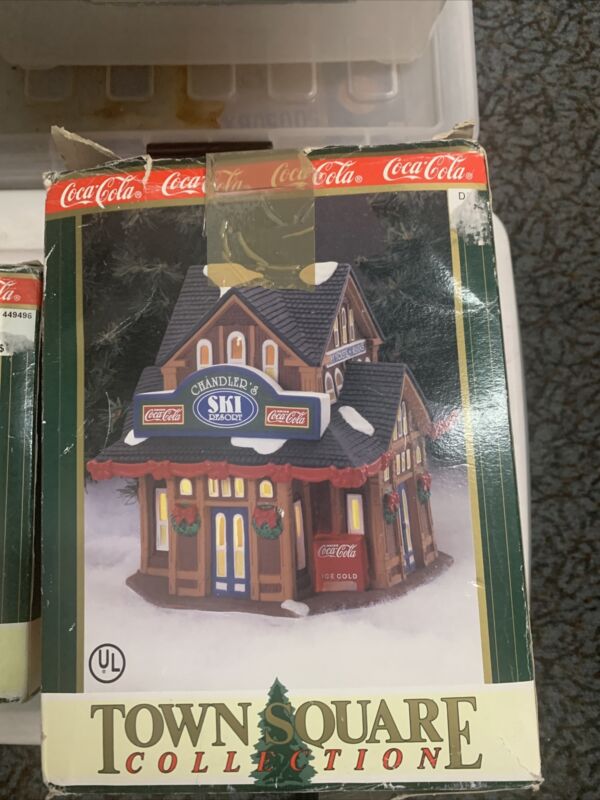 Coca-Cola® Coca-Cola Coca-Cola® Coca-Cola®
D
449496
CHANDLER'S
SKI
RESORT
Coca-Cola
Coca-Cola
Coca-Cola
ICE COLD
UL
TOWN SQUARE
COLLECTION